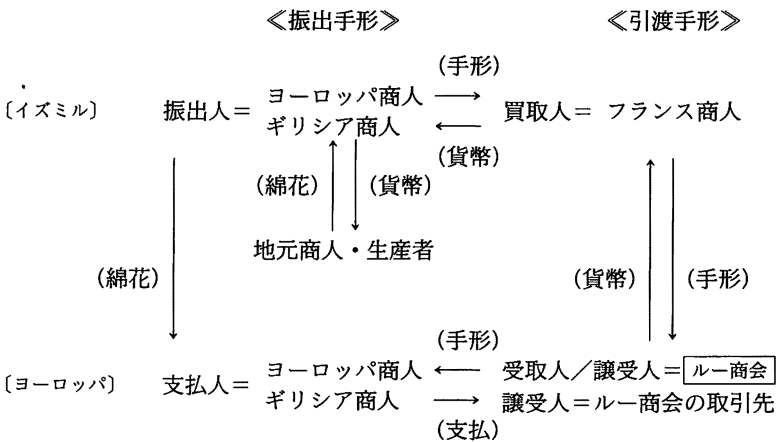 ≪振出手形≫ ≪引渡手形≫
(手形)
〔イズミル〕 振出人＝ ヨーロッパ商人 → 買取人＝フランス商人
ギリシア商人 ←
(貨幣)
(綿花) (貨幣)
地元商人・生産者
(綿花) (貨幣) (手形)
(手形)
〔ヨーロッパ〕 支払人＝ ヨーロッパ商人 ← 受取人／譲受人＝ルー商会
ギリシア商人 → 譲受人＝ルー商会の取引先
(支払)